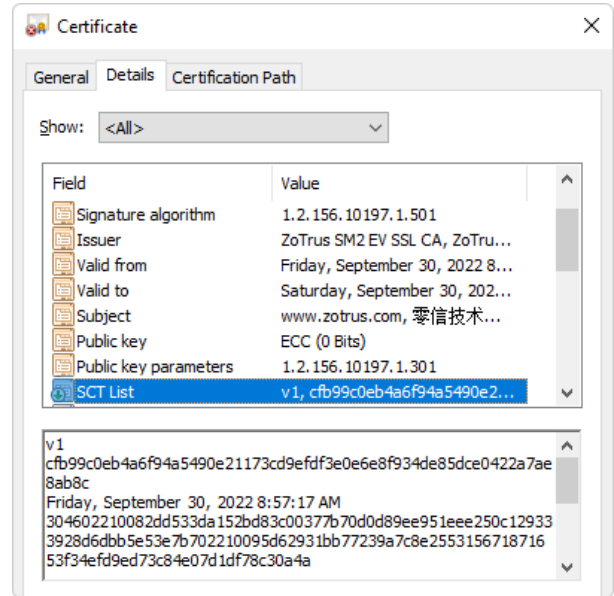 Certificate
General Details Certification Path
Show: <All>
Field Value
Signature algorithm 1.2.156.10197.1.501
Issuer ZoTrus SM2 EV SSL CA, ZoTru...
Valid from Friday, September 30, 2022 8...
Valid to Saturday, September 30, 202...
Subject www.zotrus.com, 零信技术...
Public key ECC (0 Bits)
Public key parameters 1.2.156.10197.1.301
SCT List v1, cfb99c0eb4a6f94a5490e2...
v1
cfb99c0eb4a6f94a5490e21173cd9efdf3e0e6e8f934de85dce0422a7ae
8ab8c
Friday, September 30, 2022 8:57:17 AM
304602210082dd533da152bd83c00377b70d0d89ee951eee250c12933
3928d6dbb5e53e7b702210095d62931bb77239a7c8e2553156718716
53f34efd9ed73c84e07d1df78c30a4a